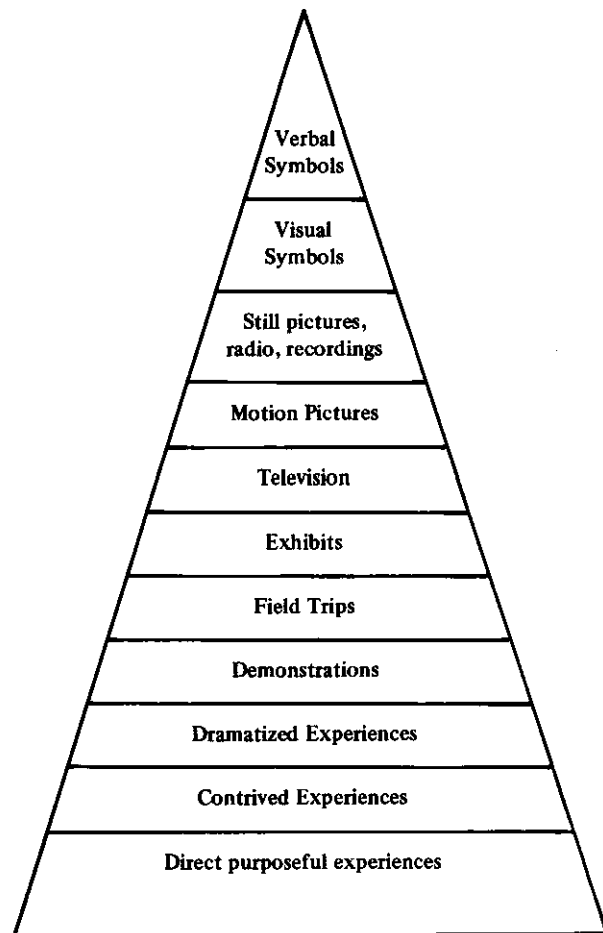 Verbal
Symbols
Visual
Symbols
Still pictures,
radio, recordings
Motion Pictures
Television
Exhibits
Field Trips
Demonstrations
Dramatized Experiences
Contrived Experiences
Direct purposeful experiences